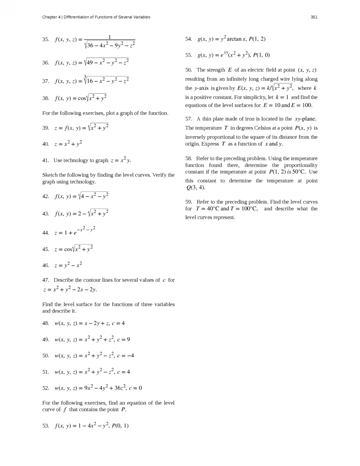 Chapter 4 | Differentiation of Functions of Several Variables
351
35. f(x, y, z) = 1/√(36 − 4x² − 9y² − z²)
36. f(x, y, z) = √(49 − x² − y² − z²)
37. f(x, y, z) = ∛(16 − x² − y² − z²)
38. f(x, y) = cos√(x² + y²)
For the following exercises, plot a graph of the function.
39. z = f(x, y) = √(x² + y²)
40. z = x² + y²
41. Use technology to graph z = x²y.
Sketch the following by finding the level curves. Verify the
graph using technology.
42. f(x, y) = √(4 − x² − y²)
43. f(x, y) = 2 − √(x² + y²)
44. z = 1 + e^(−x² − y²)
45. z = cos√(x² + y²)
46. z = y² − x²
47. Describe the contour lines for several values of c for
z = x² + y² − 2x − 2y.
Find the level surface for the functions of three variables
and describe it.
48. w(x, y, z) = x − 2y + z, c = 4
49. w(x, y, z) = x² + y² + z², c = 9
50. w(x, y, z) = x² + y² − z², c = −4
51. w(x, y, z) = x² + y² − z², c = 4
52. w(x, y, z) = 9x² − 4y² + 36z², c = 0
For the following exercises, find an equation of the level
curve of f that contains the point P.
53. f(x, y) = 1 − 4x² − y², P(0, 1)
54. g(x, y) = y² arctan x, P(1, 2)
55. g(x, y) = e^(xy)(x² + y²), P(1, 0)
56. The strength E of an electric field at point (x, y, z)
resulting from an infinitely long charged wire lying along
the y-axis is given by E(x, y, z) = k/√(x² + y²), where k
is a positive constant. For simplicity, let k = 1 and find the
equations of the level surfaces for E = 10 and E = 100.
57. A thin plate made of iron is located in the xy-plane.
The temperature T in degrees Celsius at a point P(x, y) is
inversely proportional to the square of its distance from the
origin. Express T as a function of x and y.
58. Refer to the preceding problem. Using the temperature
function found there, determine the proportionality
constant if the temperature at point P(1, 2) is 50°C. Use
this constant to determine the temperature at point
Q(3, 4).
59. Refer to the preceding problem. Find the level curves
for T = 40°C and T = 100°C, and describe what the
level curves represent.